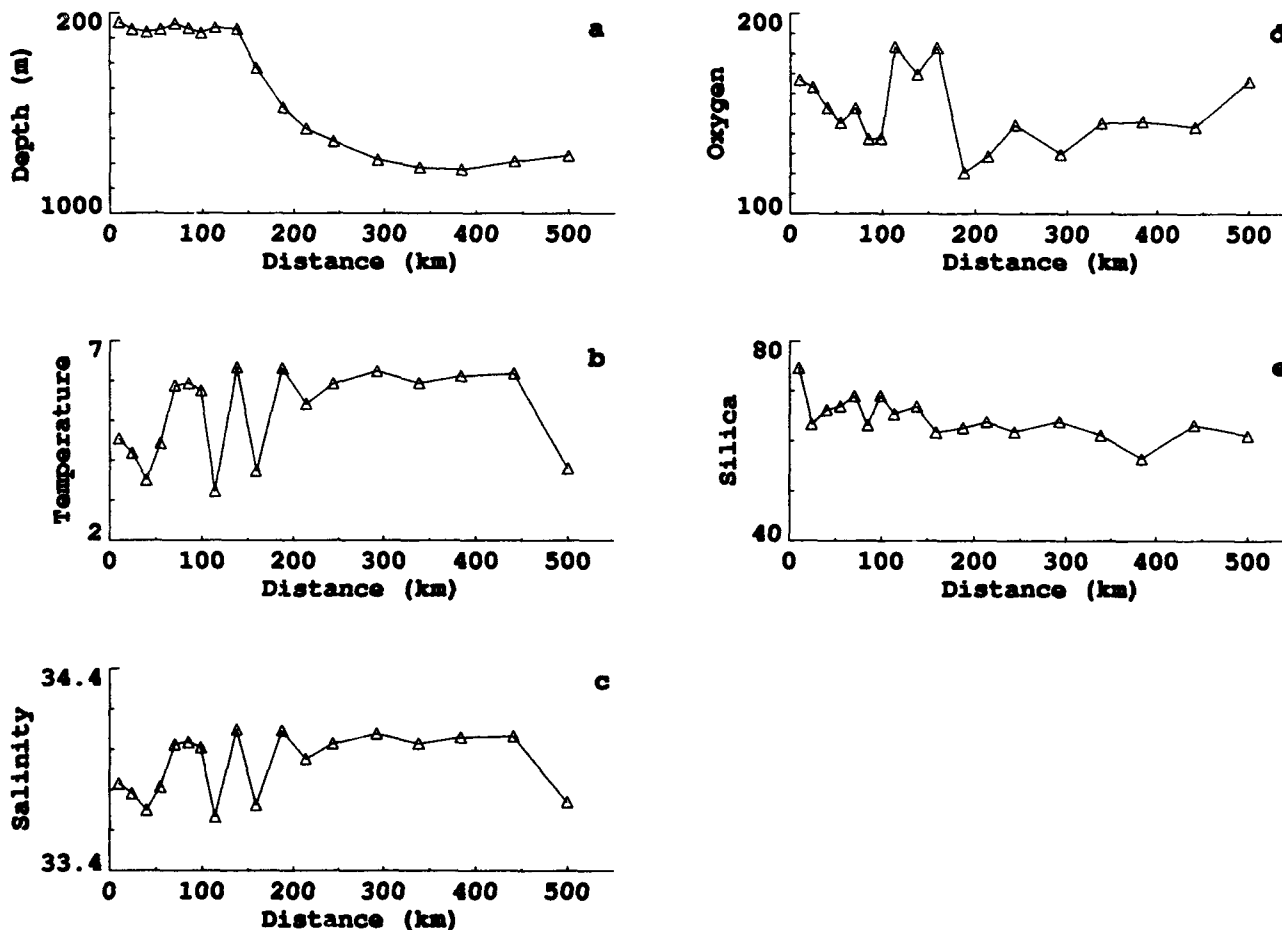 a
200
Depth (m)
1000
0 100 200 300 400 500
Distance (km)
b
7
Temperature
2
0 100 200 300 400 500
Distance (km)
c
34.4
Salinity
33.4
0 100 200 300 400 500
Distance (km)
d
200
Oxygen
100
0 100 200 300 400 500
Distance (km)
e
80
Silica
40
0 100 200 300 400 500
Distance (km)